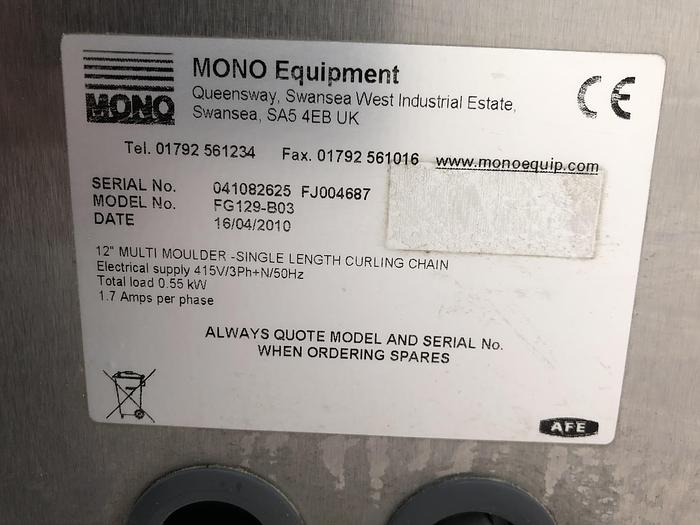 MONO
MONO Equipment
Queensway, Swansea West Industrial Estate,
Swansea, SA5 4EB UK
CE
Tel. 01792 561234 Fax. 01792 561016 www.monoequip.com
SERIAL No. 041082625 FJ004687
MODEL No. FG129-B03
DATE 16/04/2010
12" MULTI MOULDER -SINGLE LENGTH CURLING CHAIN
Electrical supply 415V/3Ph+N/50Hz
Total load 0.55 kW
1.7 Amps per phase
ALWAYS QUOTE MODEL AND SERIAL No.
WHEN ORDERING SPARES
AFE